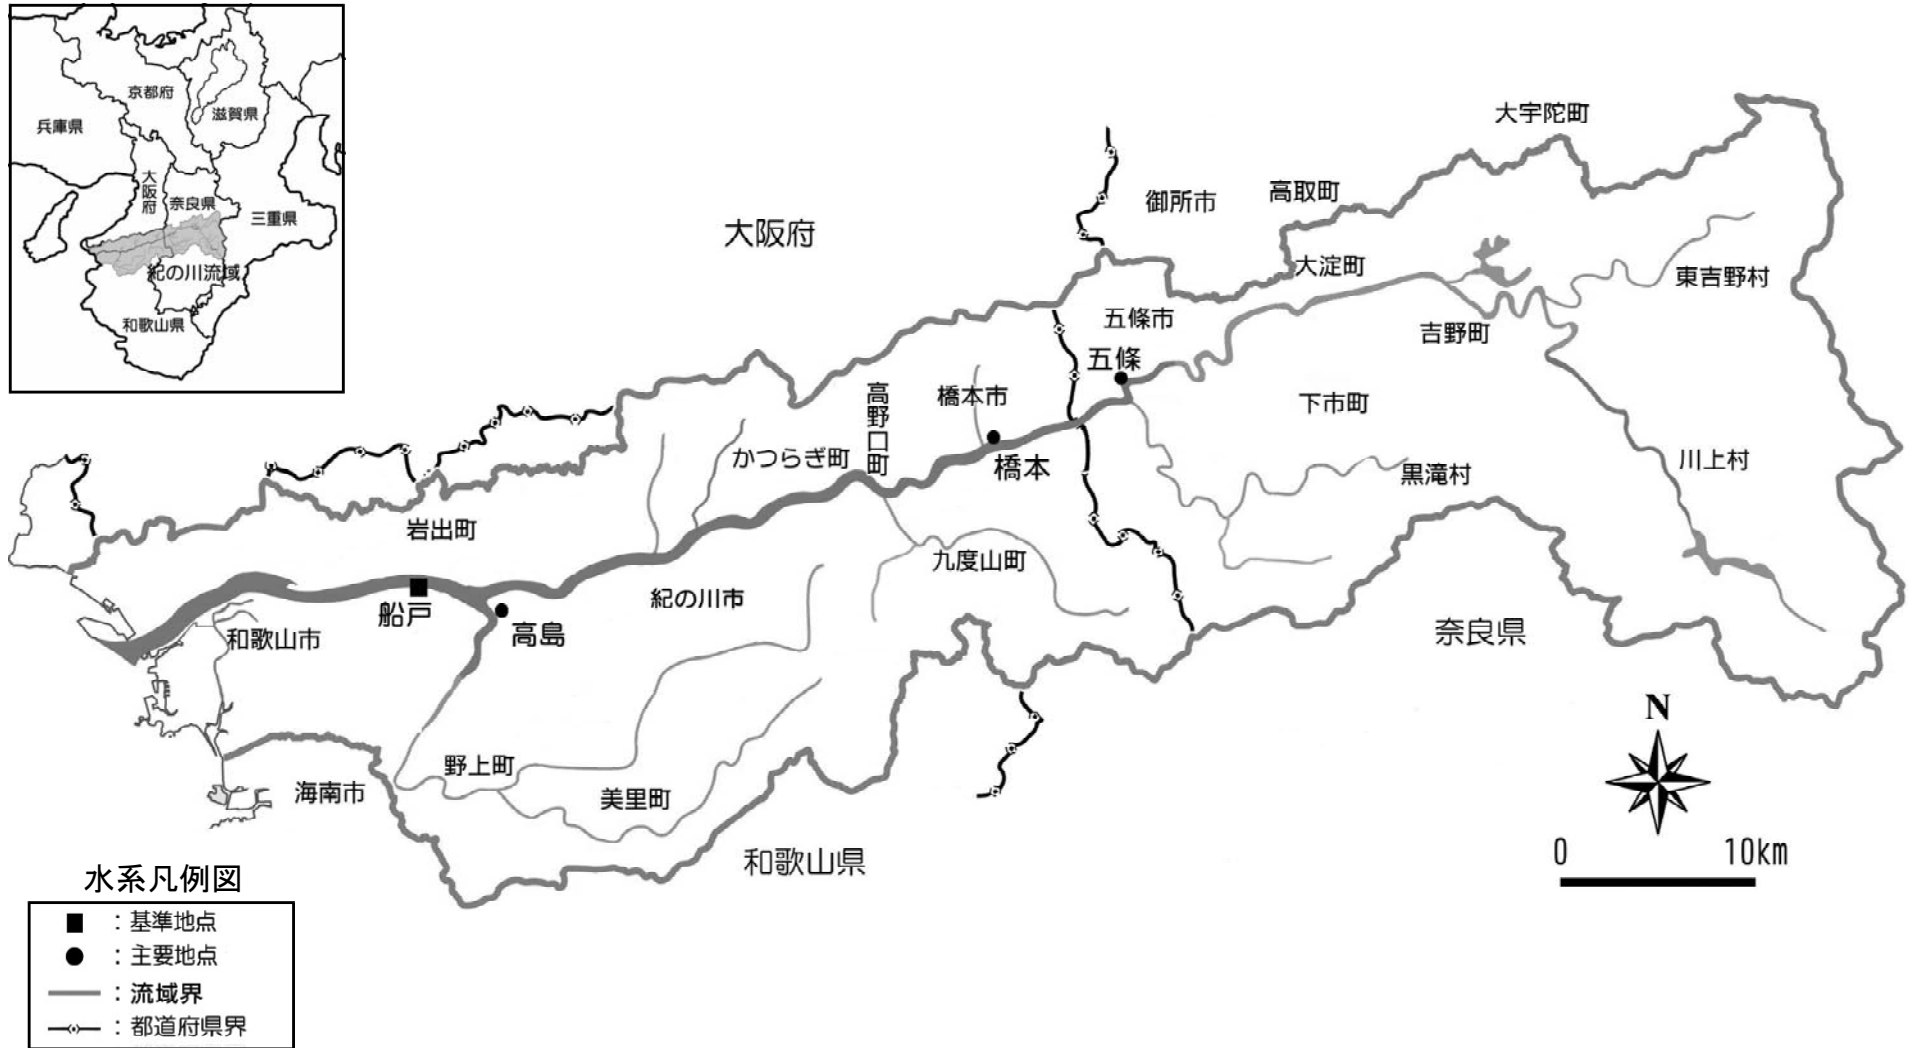 京都府
滋賀県
兵庫県
大阪府
奈良県
三重県
紀の川流域
和歌山県
大宇陀町
高取町
御所市
大阪府
大淀町
東吉野村
五條市
吉野町
五條
高野口町
橋本市
下市町
かつらぎ町
橋本
黒滝村
川上村
岩出町
九度山町
紀の川市
船戸
高島
和歌山市
奈良県
N
野上町
海南市
美里町
和歌山県
0 10km
水系凡例図
■ : 基準地点
● : 主要地点
: 流域界
: 都道府県界